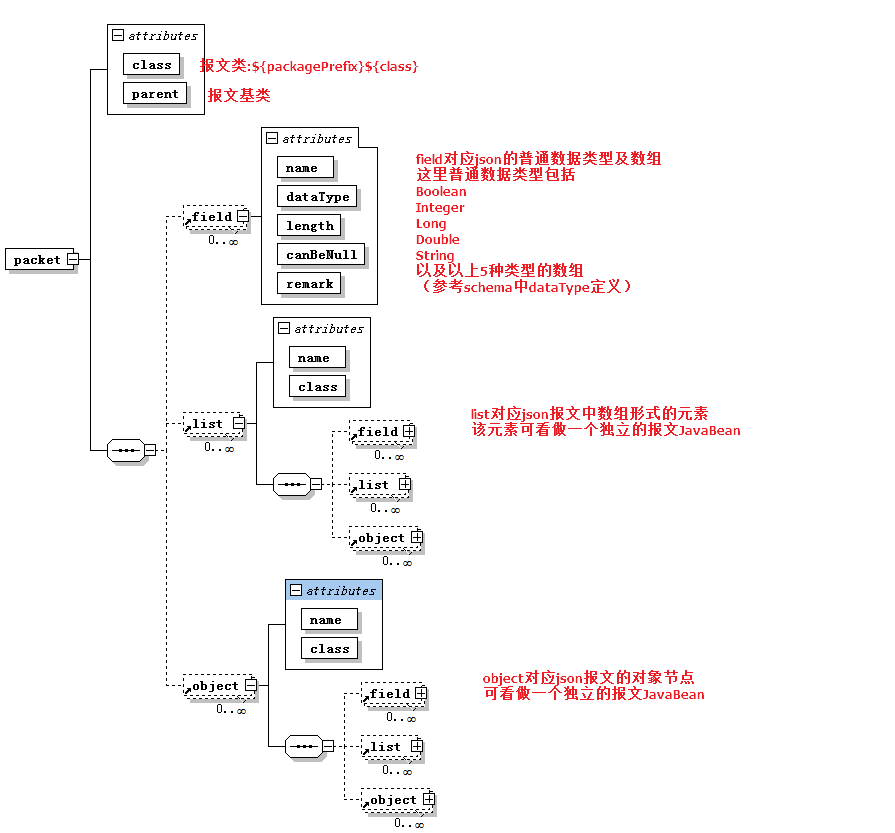 attributes
class
报文类:${packagePrefix}${class}
parent
报文基类
packet
attributes
name
dataType
length
canBeNull
remark
field
0..∞
field对应json的普通数据类型及数组
这里普通数据类型包括
Boolean
Integer
Long
Double
String
以及以上5种类型的数组
（参考schema中dataType定义）
attributes
name
class
list
0..∞
field
0..∞
list
0..∞
object
0..∞
list对应json报文中数组形式的元素
该元素可看做一个独立的报文JavaBean
attributes
name
class
object
0..∞
field
0..∞
list
0..∞
object
0..∞
object对应json报文的对象节点
可看做一个独立的报文JavaBean